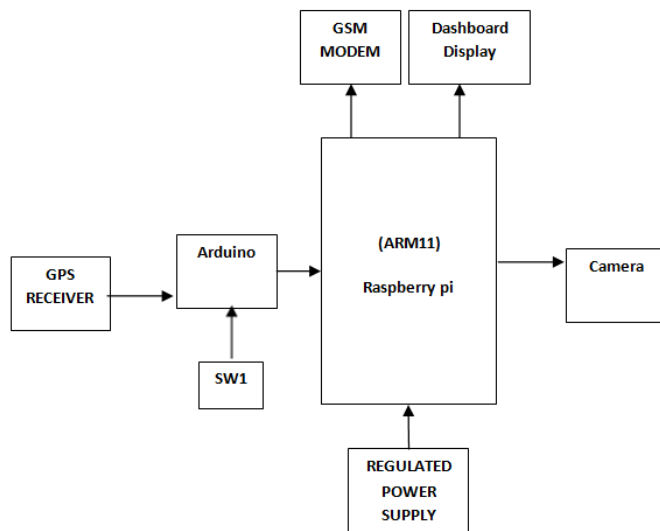 GSM
MODEM
Dashboard
Display
(ARM11)
Raspberry pi
Arduino
GPS
RECEIVER
Camera
SW1
REGULATED
POWER
SUPPLY